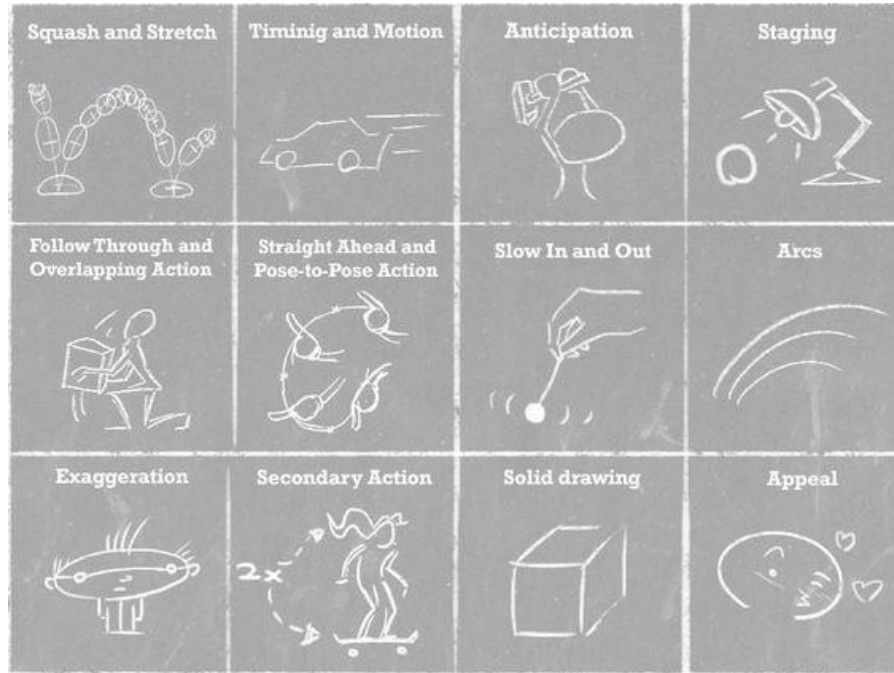 Squash and Stretch
Timinig and Motion
Anticipation
Staging
Follow Through and
Overlapping Action
Straight Ahead and
Pose-to-Pose Action
Slow In and Out
Arcs
Exaggeration
Secondary Action
2x
Solid drawing
Appeal